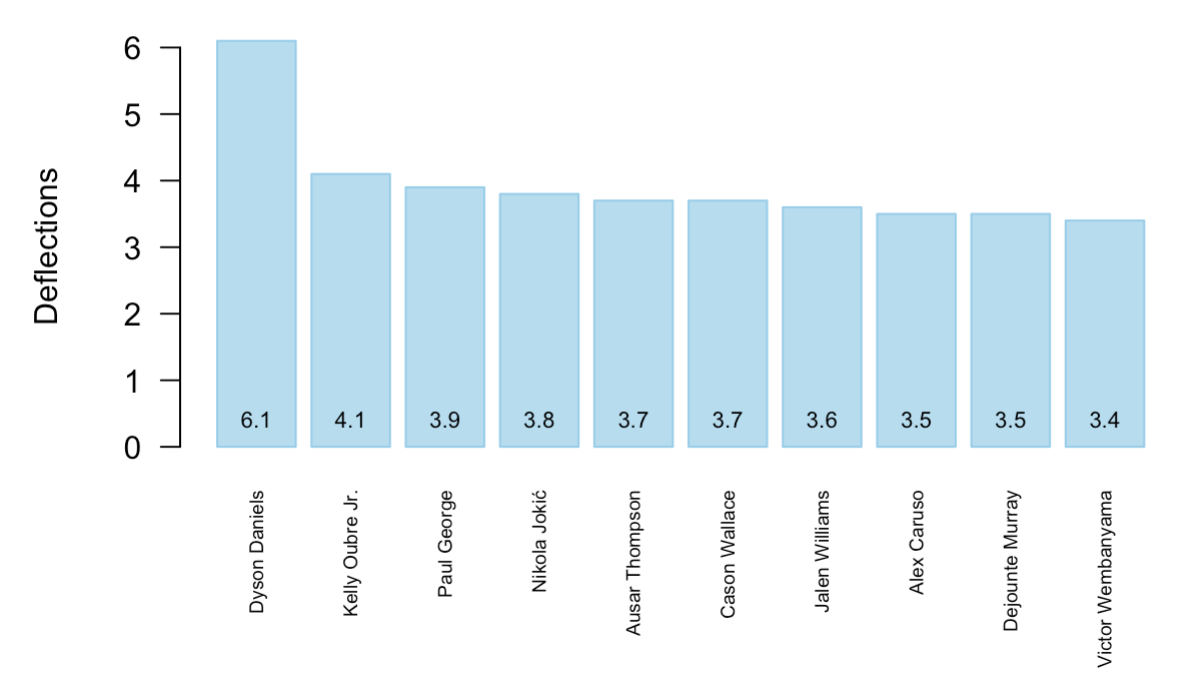 Deflections
6
5
4
3
2
1
0
6.1 4.1 3.9 3.8 3.7 3.7 3.6 3.5 3.5 3.4
Dyson Daniels
Kelly Oubre Jr.
Paul George
Nikola Jokić
Ausar Thompson
Cason Wallace
Jalen Williams
Alex Caruso
Dejounte Murray
Victor Wembanyama